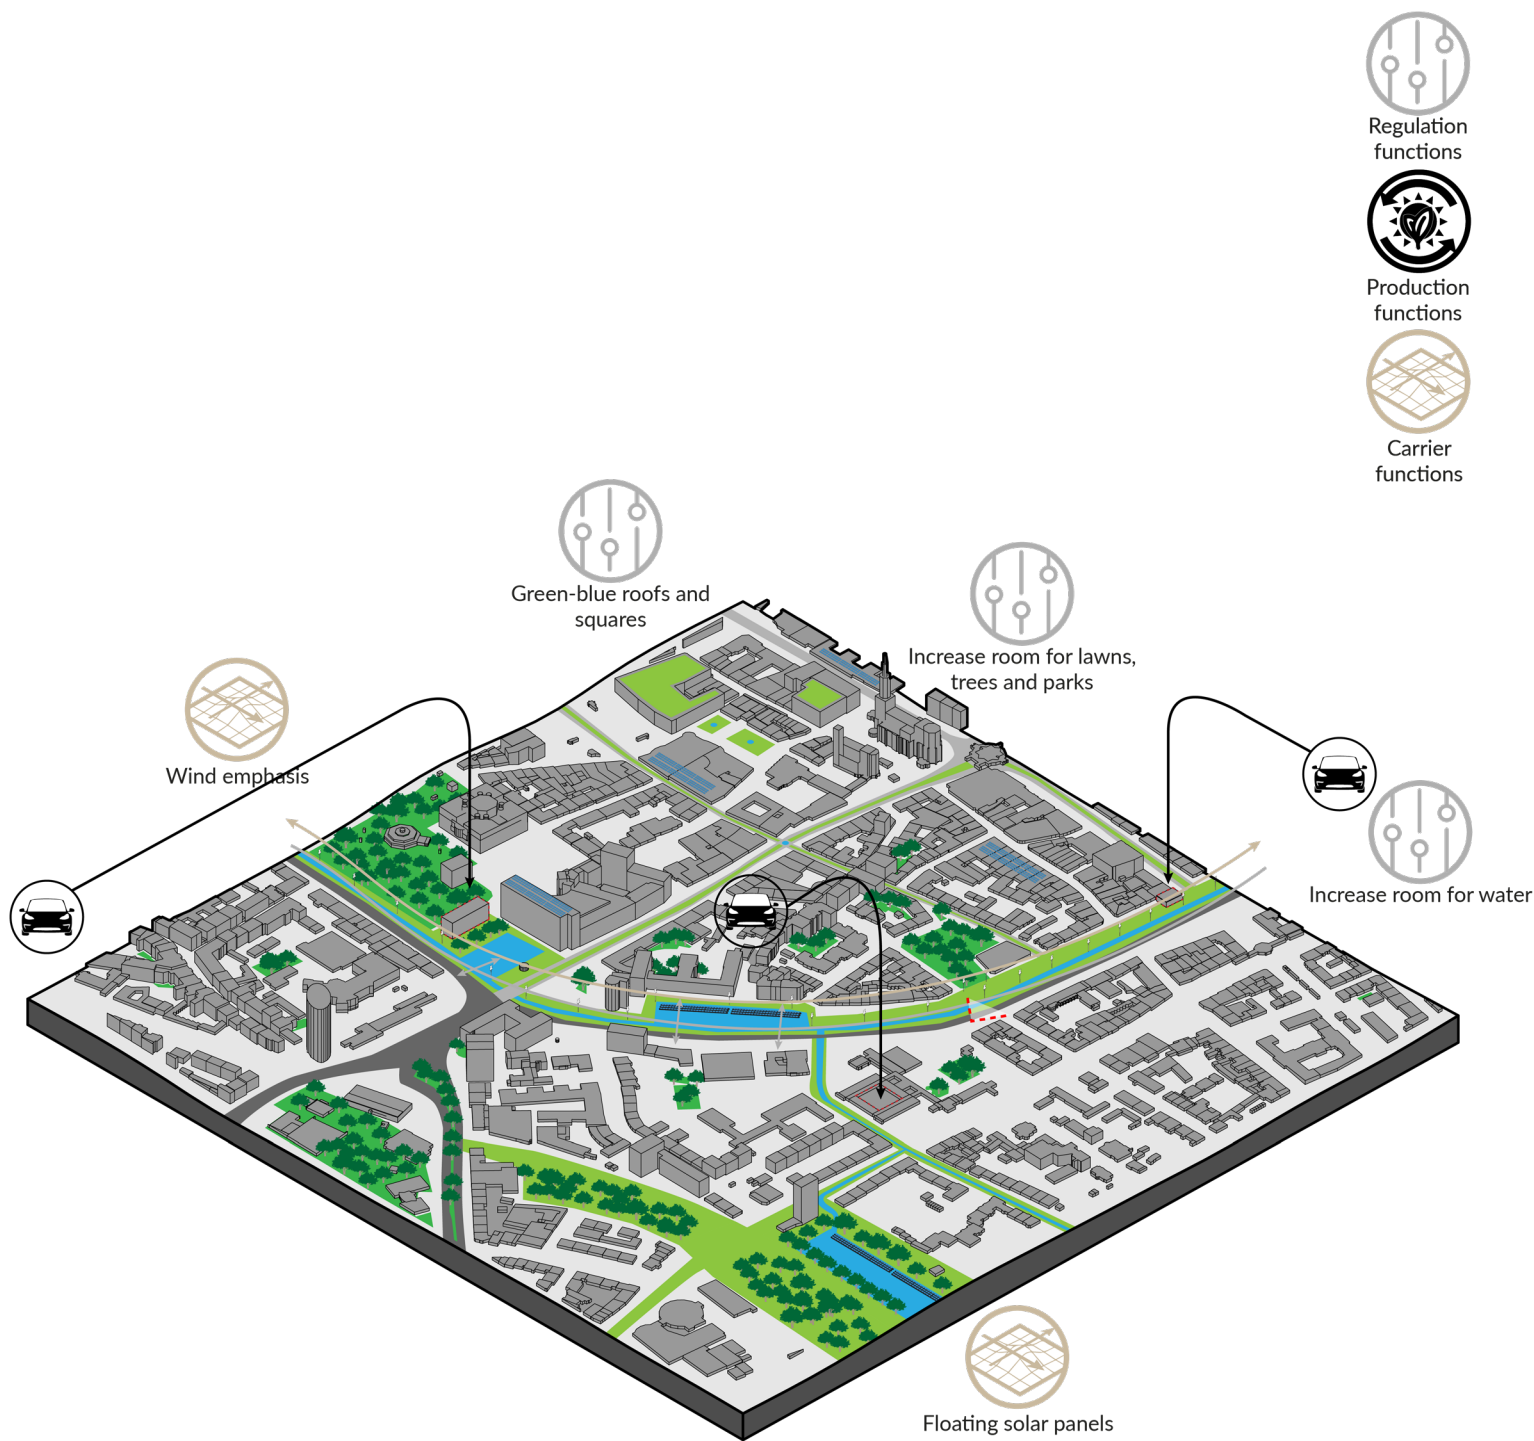 Regulation
functions
Production
functions
Carrier
functions
Green-blue roofs and
squares
Increase room for lawns,
trees and parks
Wind emphasis
Increase room for water
Floating solar panels